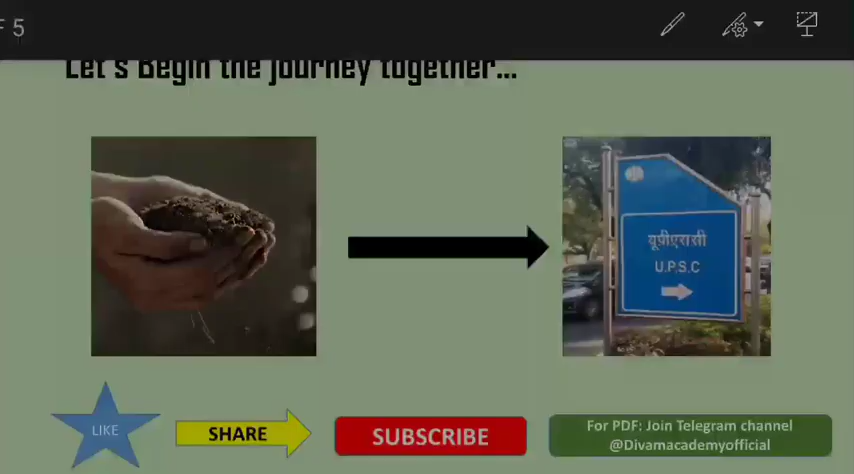 F 5
Let's Begin the journey together...
यूपीएससी
U.P.S.C
LIKE
SHARE
SUBSCRIBE
For PDF: Join Telegram channel
@Divamacademyofficial